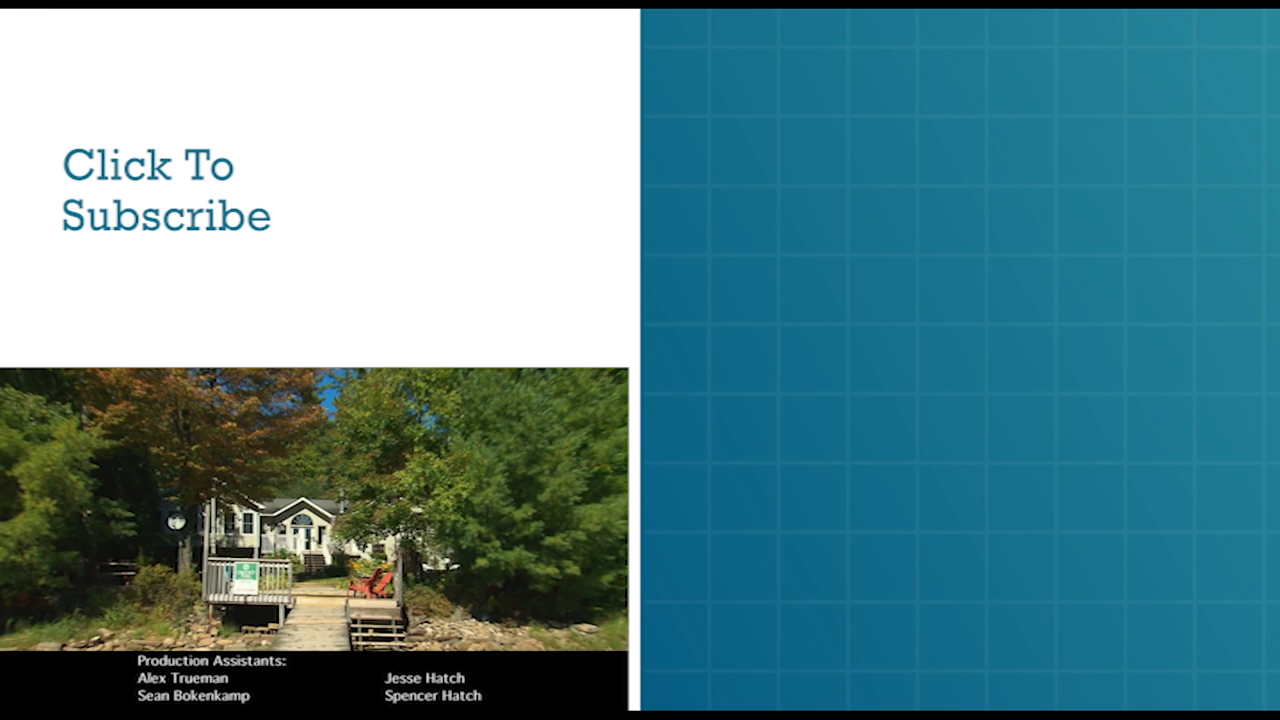 Click To
Subscribe
Production Assistants:
Alex Trueman
Jesse Hatch
Sean Bokenkamp
Spencer Hatch